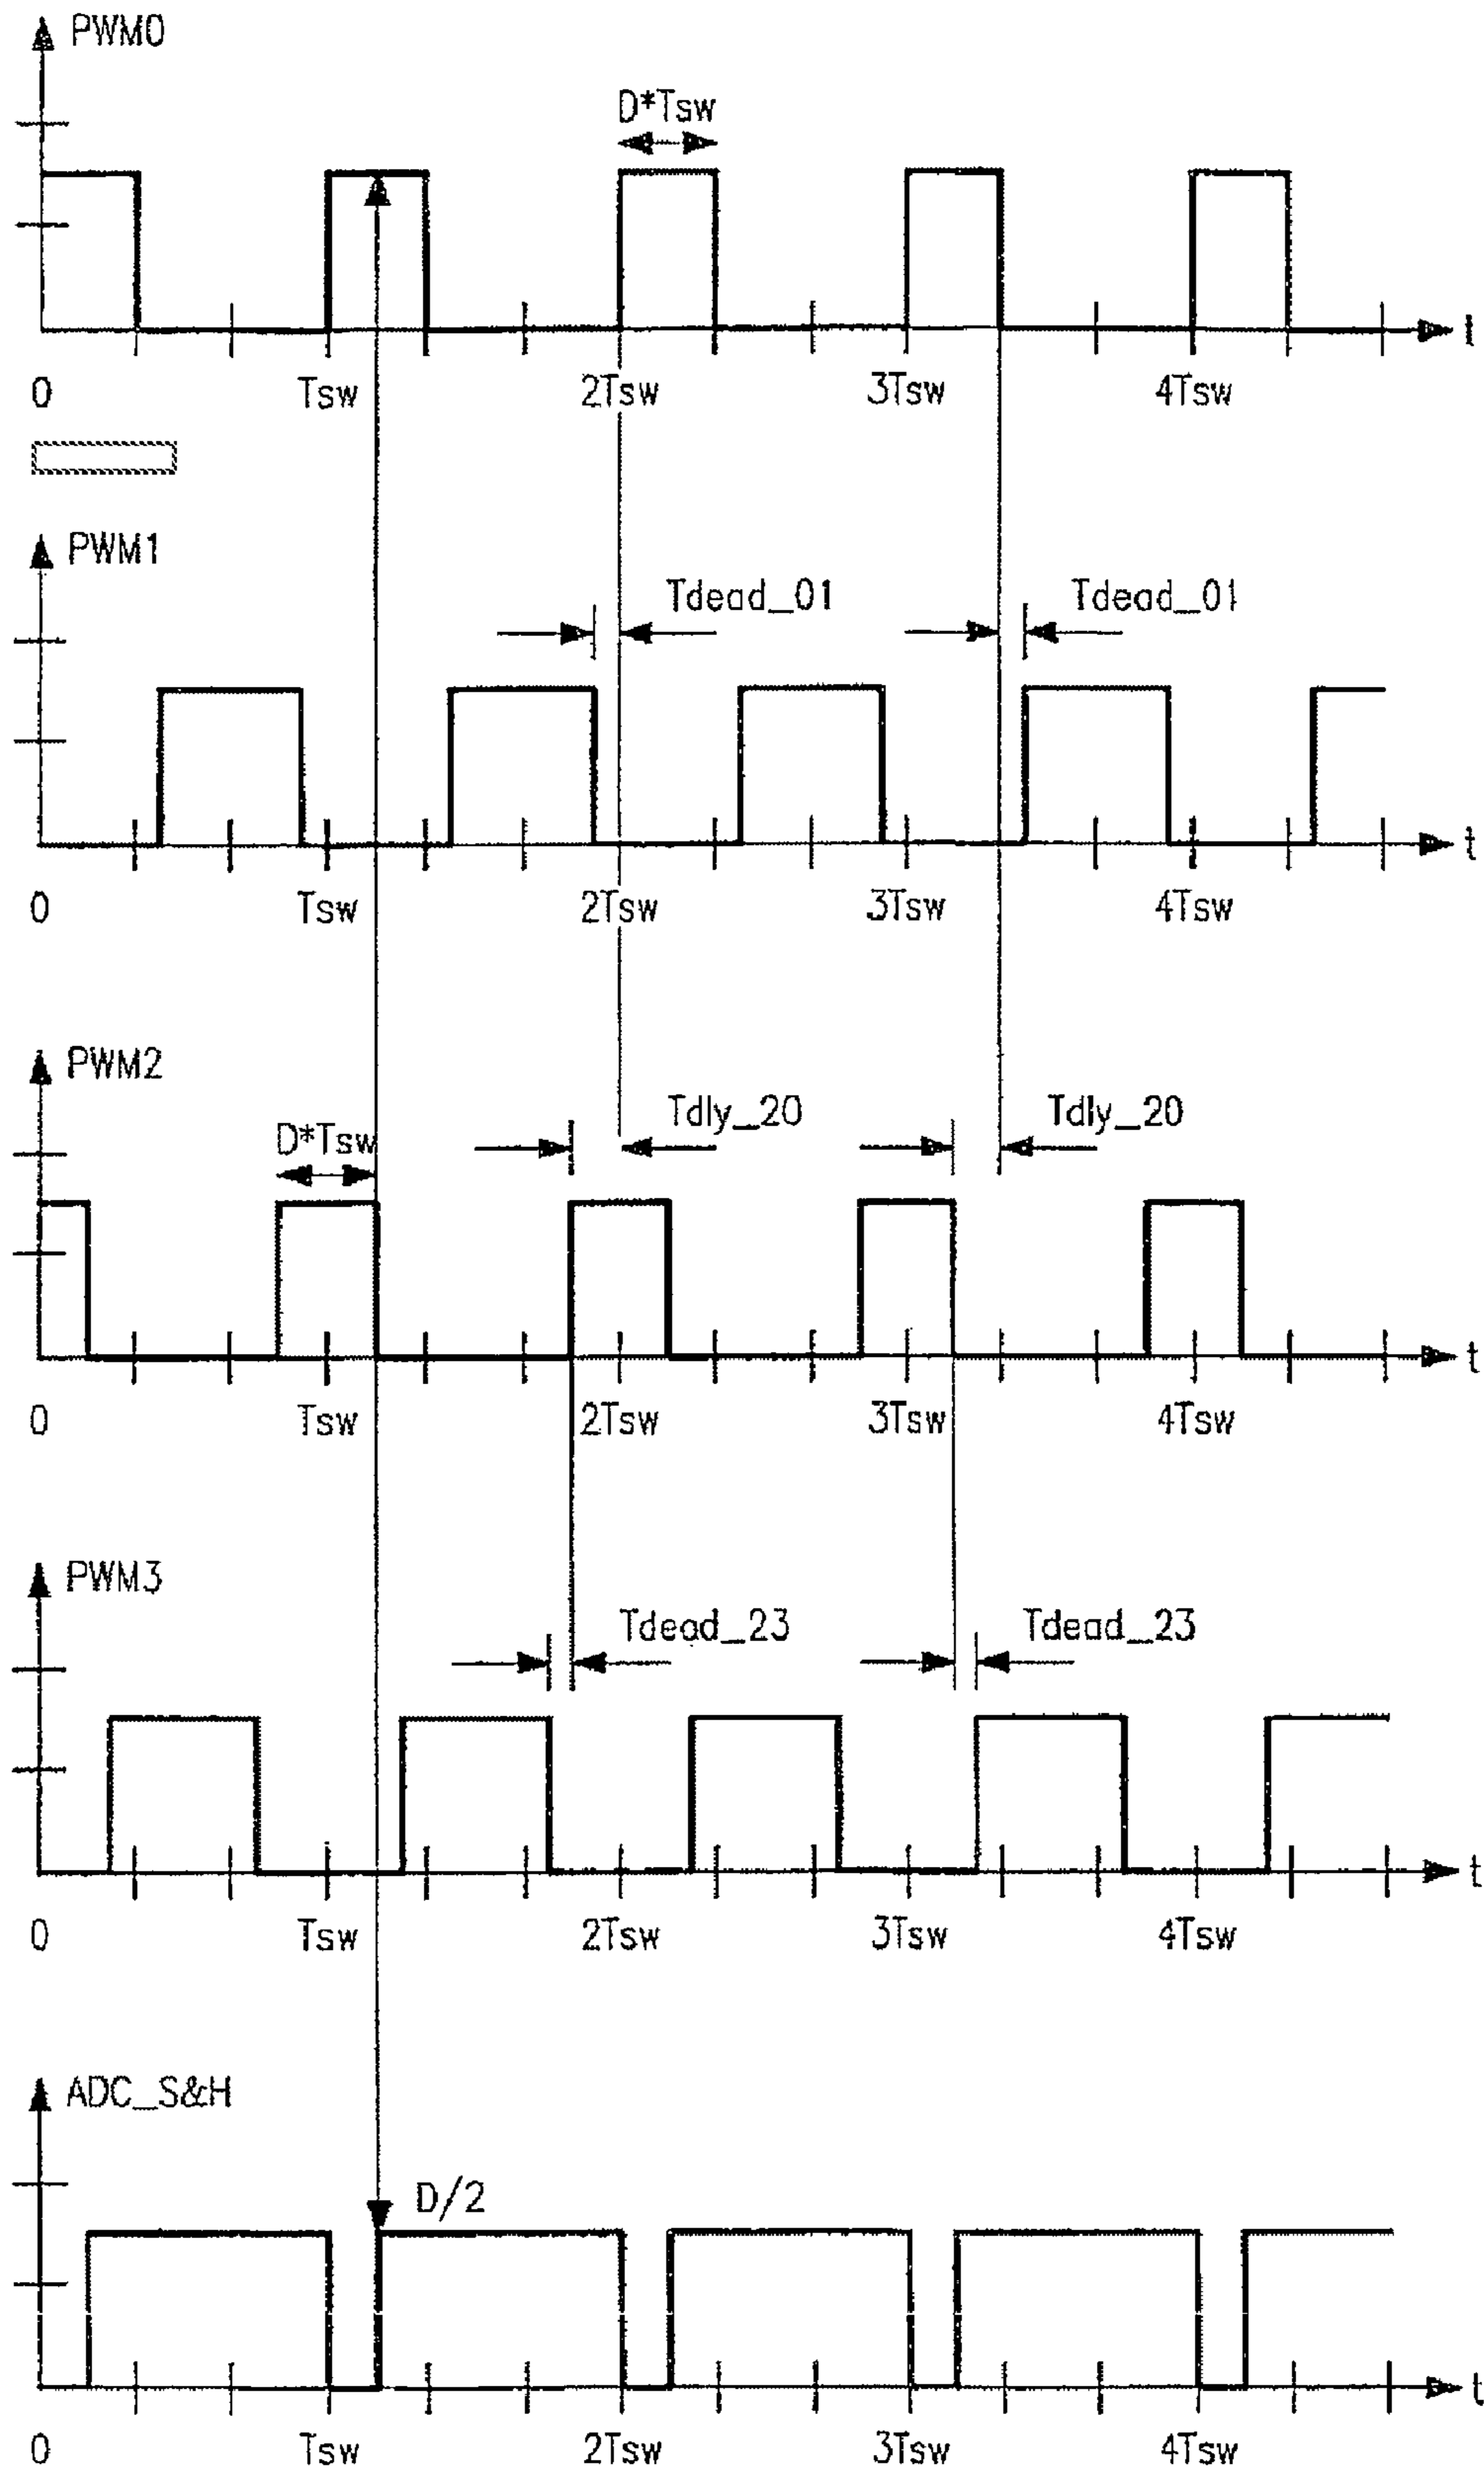 PWM0
D*Tsw
t
0 Tsw 2Tsw 3Tsw 4Tsw
PWM1
Tdead_01 Tdead_01
t
0 Tsw 2Tsw 3Tsw 4Tsw
PWM2
D*Tsw
Tdly_20 Tdly_20
t
0 Tsw 2Tsw 3Tsw 4Tsw
PWM3
Tdead_23 Tdead_23
t
0 Tsw 2Tsw 3Tsw 4Tsw
ADC_S&H
D/2
t
0 Tsw 2Tsw 3Tsw 4Tsw